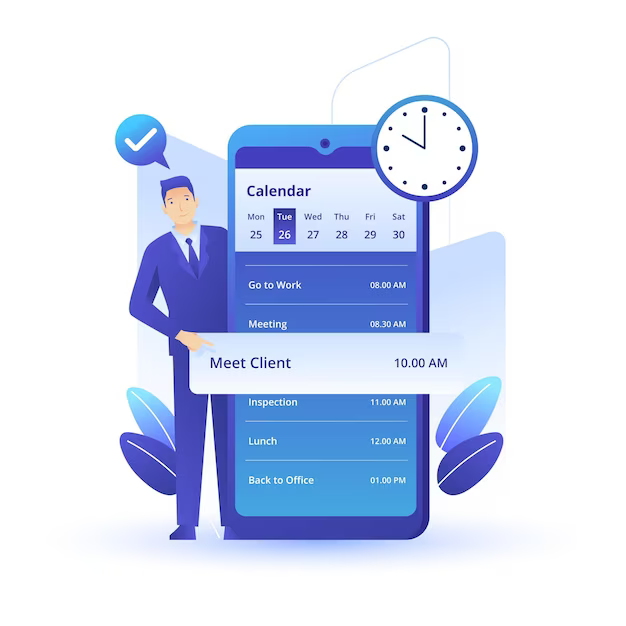 Calendar
Mon Tue Wed Thu Fri Sat
25 26 27 28 29 30
Go to Work 08.00 AM
Meeting 08.30 AM
Meet Client 10.00 AM
Inspection 11.00 AM
Lunch 12.00 AM
Back to Office 01.00 PM